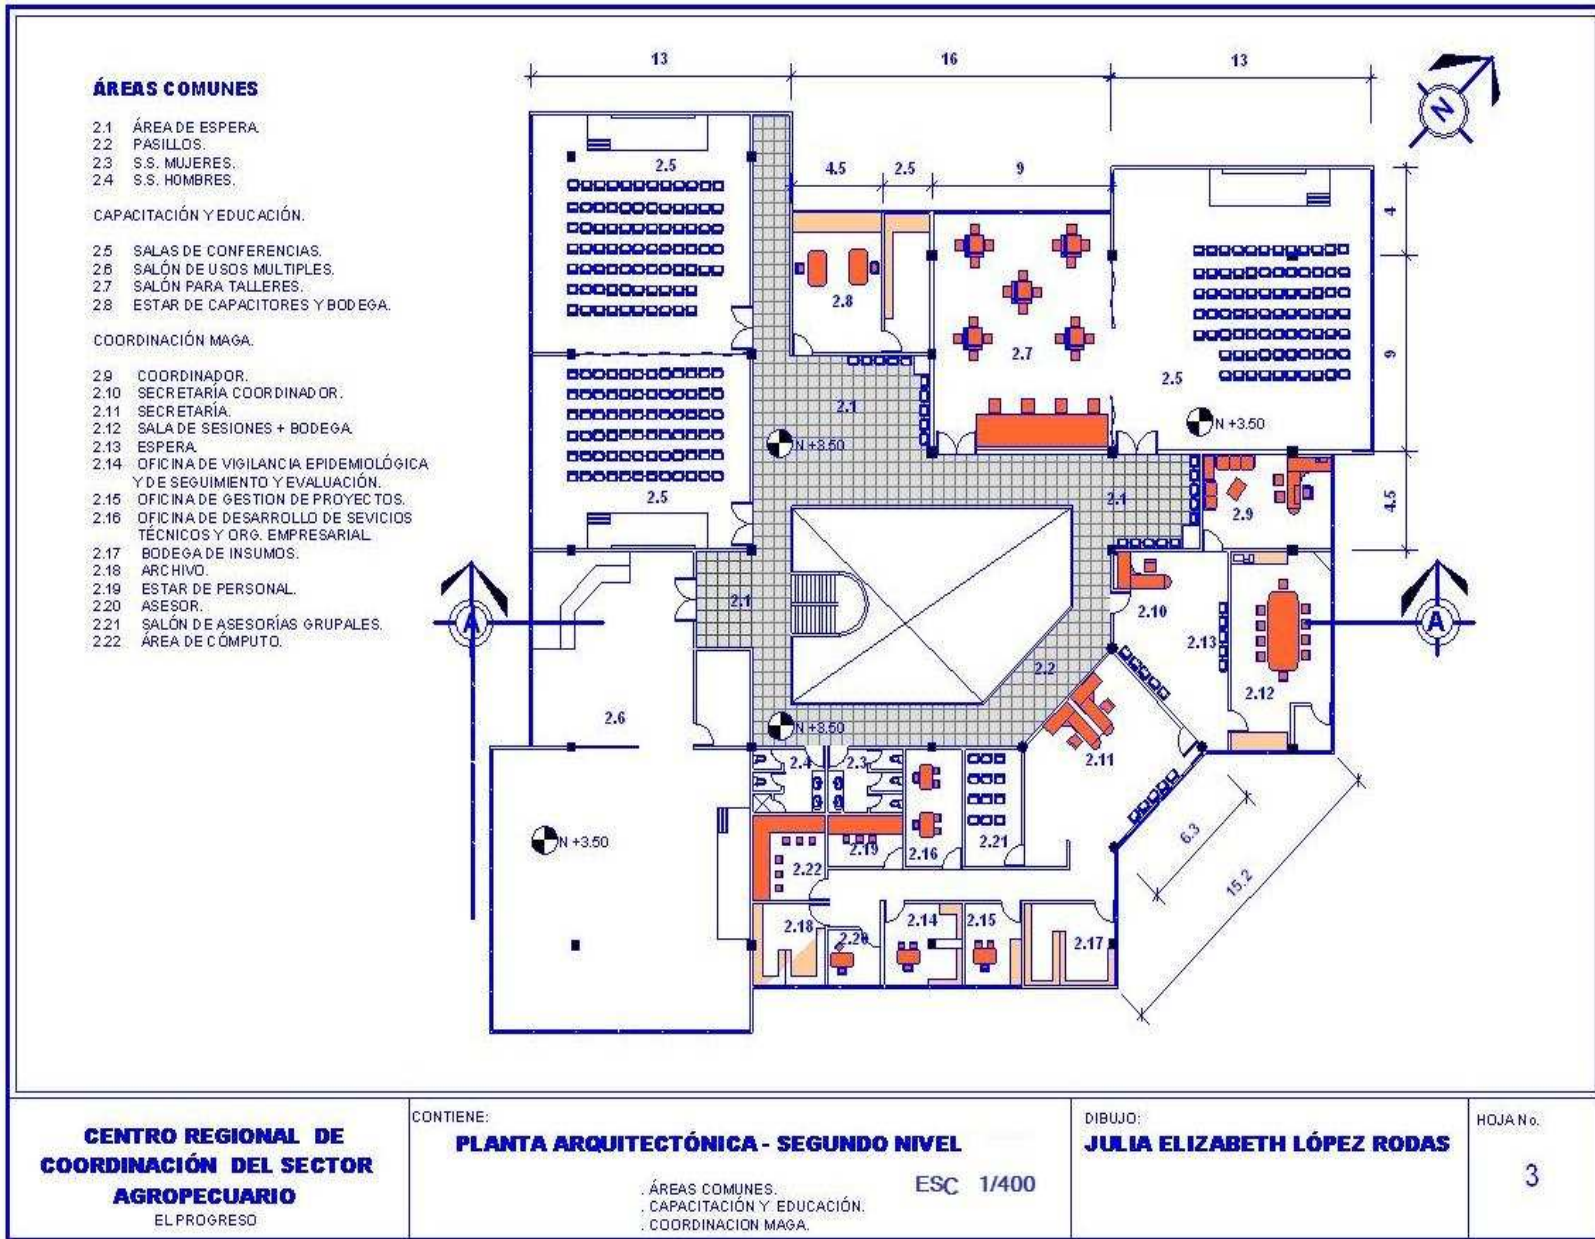 ÁREAS COMUNES
2.1 ÁREA DE ESPERA.
2.2 PASILLOS.
2.3 S.S. MUJERES.
2.4 S.S. HOMBRES.
CAPACITACIÓN Y EDUCACIÓN.
2.5 SALAS DE CONFERENCIAS.
2.6 SALÓN DE USOS MULTIPLES.
2.7 SALÓN PARA TALLERES.
2.8 ESTAR DE CAPACITORES Y BODEGA.
COORDINACIÓN MAGA.
2.9 COORDINADOR.
2.10 SECRETARÍA COORDINADOR.
2.11 SECRETARÍA.
2.12 SALA DE SESIONES + BODEGA
2.13 ESPERA
2.14 OFICINA DE VIGILANCIA EPIDEMIOLÓGICA
Y DE SEGUIMIENTO Y EVALUACIÓN.
2.15 OFICINA DE GESTION DE PROYECTOS.
2.16 OFICINA DE DESARROLLO DE SEVICIOS
TÉCNICOS Y ORG. EMPRESARIAL.
2.17 BODEGA DE INSUMOS.
2.18 ARCHIVO.
2.19 ESTAR DE PERSONAL.
2.20 ASESOR.
2.21 SALÓN DE ASESORÍAS GRUPALES.
2.22 ÁREA DE CÓMPUTO.
13 16 13
N
4.5 2.5 9
2.5
4
2.8
2.7
9
2.5
2.1
N +3.50
N +3.50
2.5
2.1
2.9
4.5
2.1
2.10
A
A
2.13
2.2
2.12
2.6
N +3.50
2.4 2.3
2.11
N +3.50
2.22 2.19 2.16 2.21
6.3
15.2
2.18 2.20 2.14 2.15 2.17
CENTRO REGIONAL DE
COORDINACIÓN DEL SECTOR
AGROPECUARIO
EL PROGRESO
CONTIENE:
PLANTA ARQUITECTÓNICA - SEGUNDO NIVEL
ESC 1/400
. ÁREAS COMUNES.
. CAPACITACIÓN Y EDUCACIÓN.
. COORDINACION MAGA.
DIBUJO:
JULIA ELIZABETH LÓPEZ RODAS
HOJA No.
3